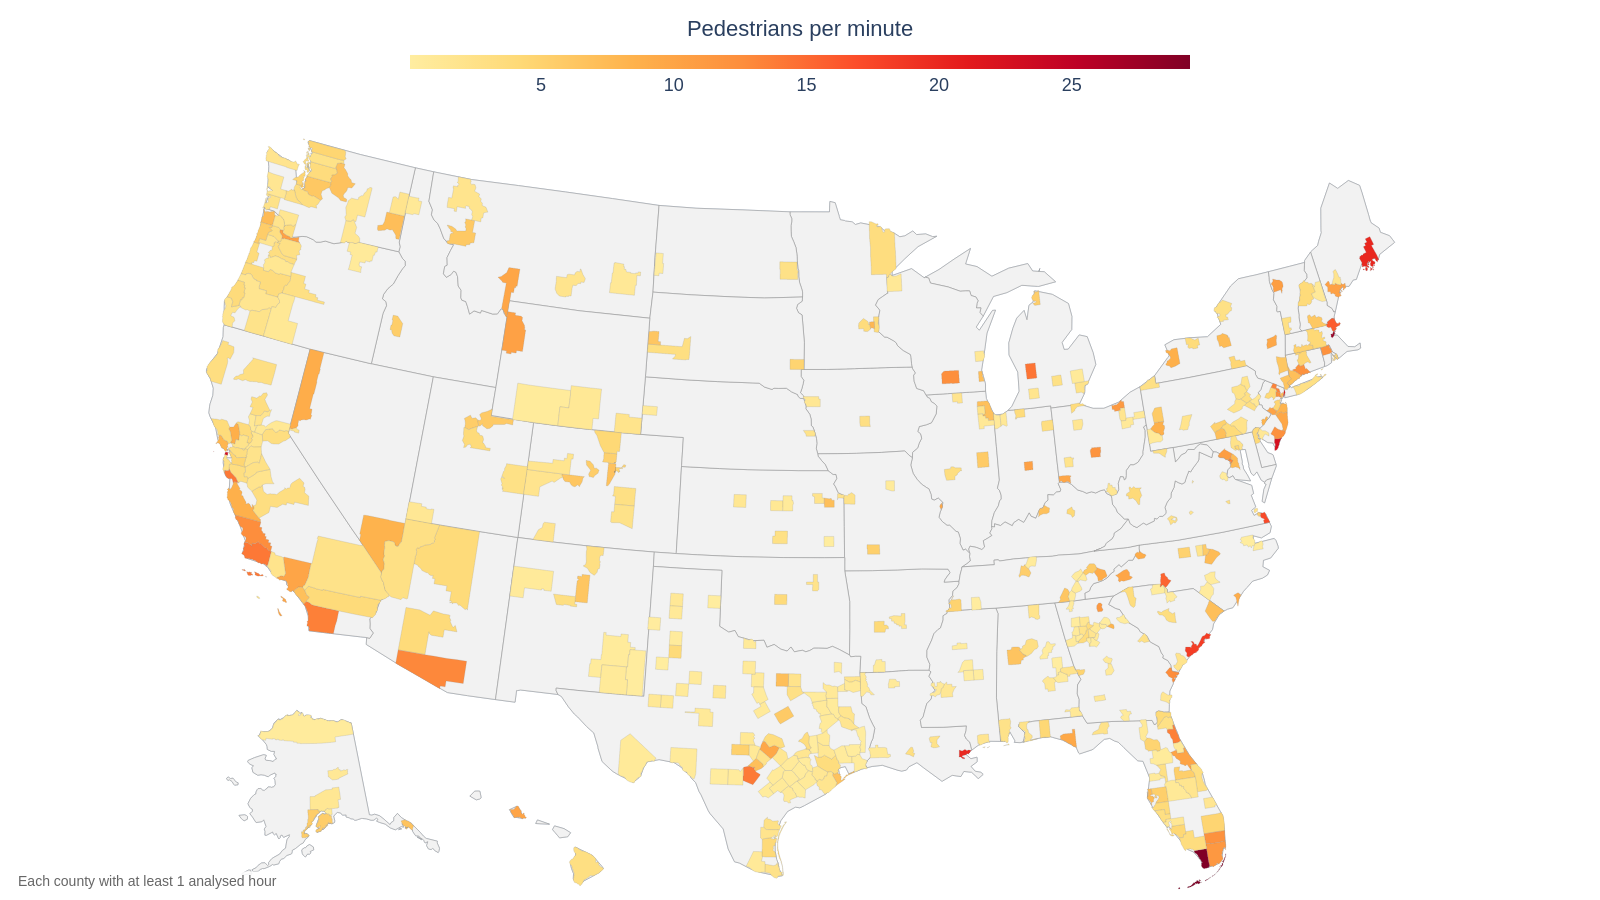 Pedestrians per minute
5 10 15 20 25
Each county with at least 1 analysed hour